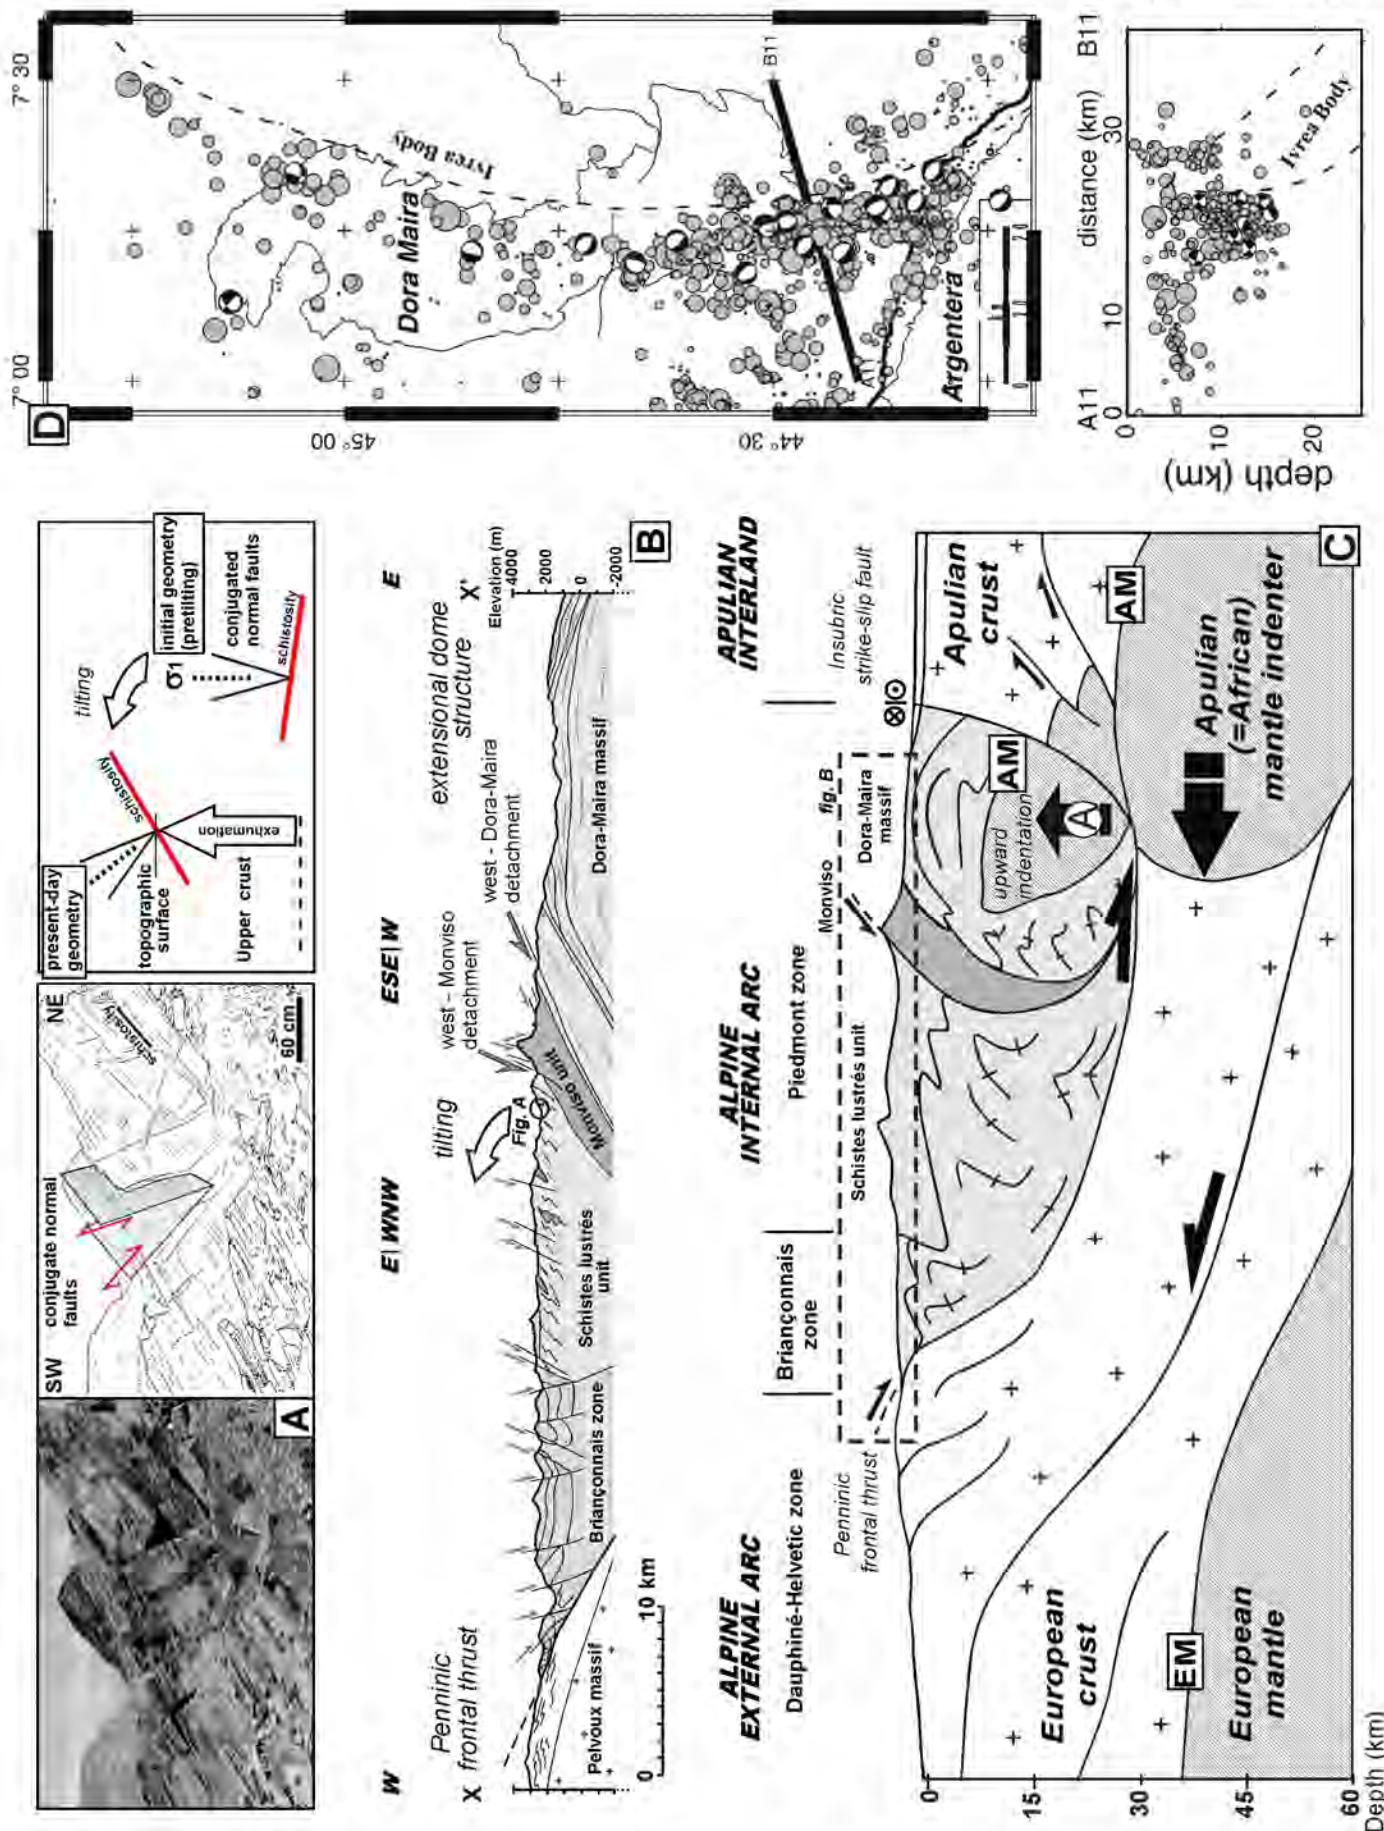 A
SW
conjugate normal
faults
NE
schistosity
60 cm
present-day
geometry
topographic
surface
Upper crust
schistosity
exhumation
tilting
σ1
initial geometry
(pretilting)
conjugated
normal faults
schistosity
W
E|WNW
ESE|W
E
X
Penninic
frontal thrust
tilting
Fig. A
west - Monviso
detachment
west - Dora-Maira
detachment
extensional dome
structure
X'
Elevation (m)
4000
2000
0
-2000
Pelvoux massif
Briançonnais zone
Schistes lustrés
unit
Monviso unit
Dora-Maira massif
0
10 km
B
ALPINE
EXTERNAL ARC
ALPINE
INTERNAL ARC
APULIAN
INTERLAND
Dauphiné-Helvetic zone
Briançonnais
zone
Piedmont zone
Insubric
strike-slip fault
Penninic
frontal thrust
Schistes lustrés unit
Monviso
fig. B
Dora-Maira
massif
AM
upward
indentation
A
Apulian
crust
AM
Apulian
(=African)
mantle indenter
European
crust
EM
European
mantle
0
15
30
45
60
Depth (km)
C
D
7° 00
7° 30
45° 00
44° 30
Dora Maira
Ivrea Body
Argentera
A11
B11
0
10
20
A11
B11
0
10
30
distance (km)
0
10
20
depth (km)
Ivrea Body